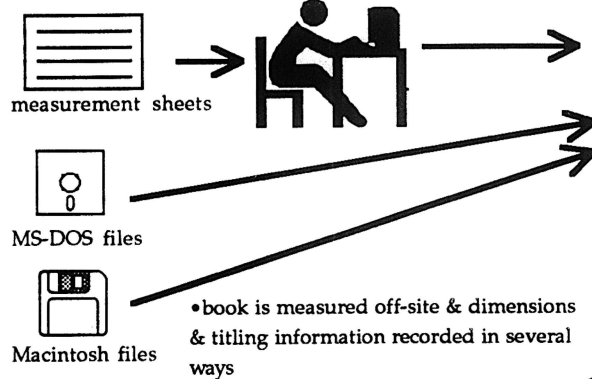 measurement sheets
MS-DOS files
Macintosh files
•book is measured off-site & dimensions
& titling information recorded in several
ways